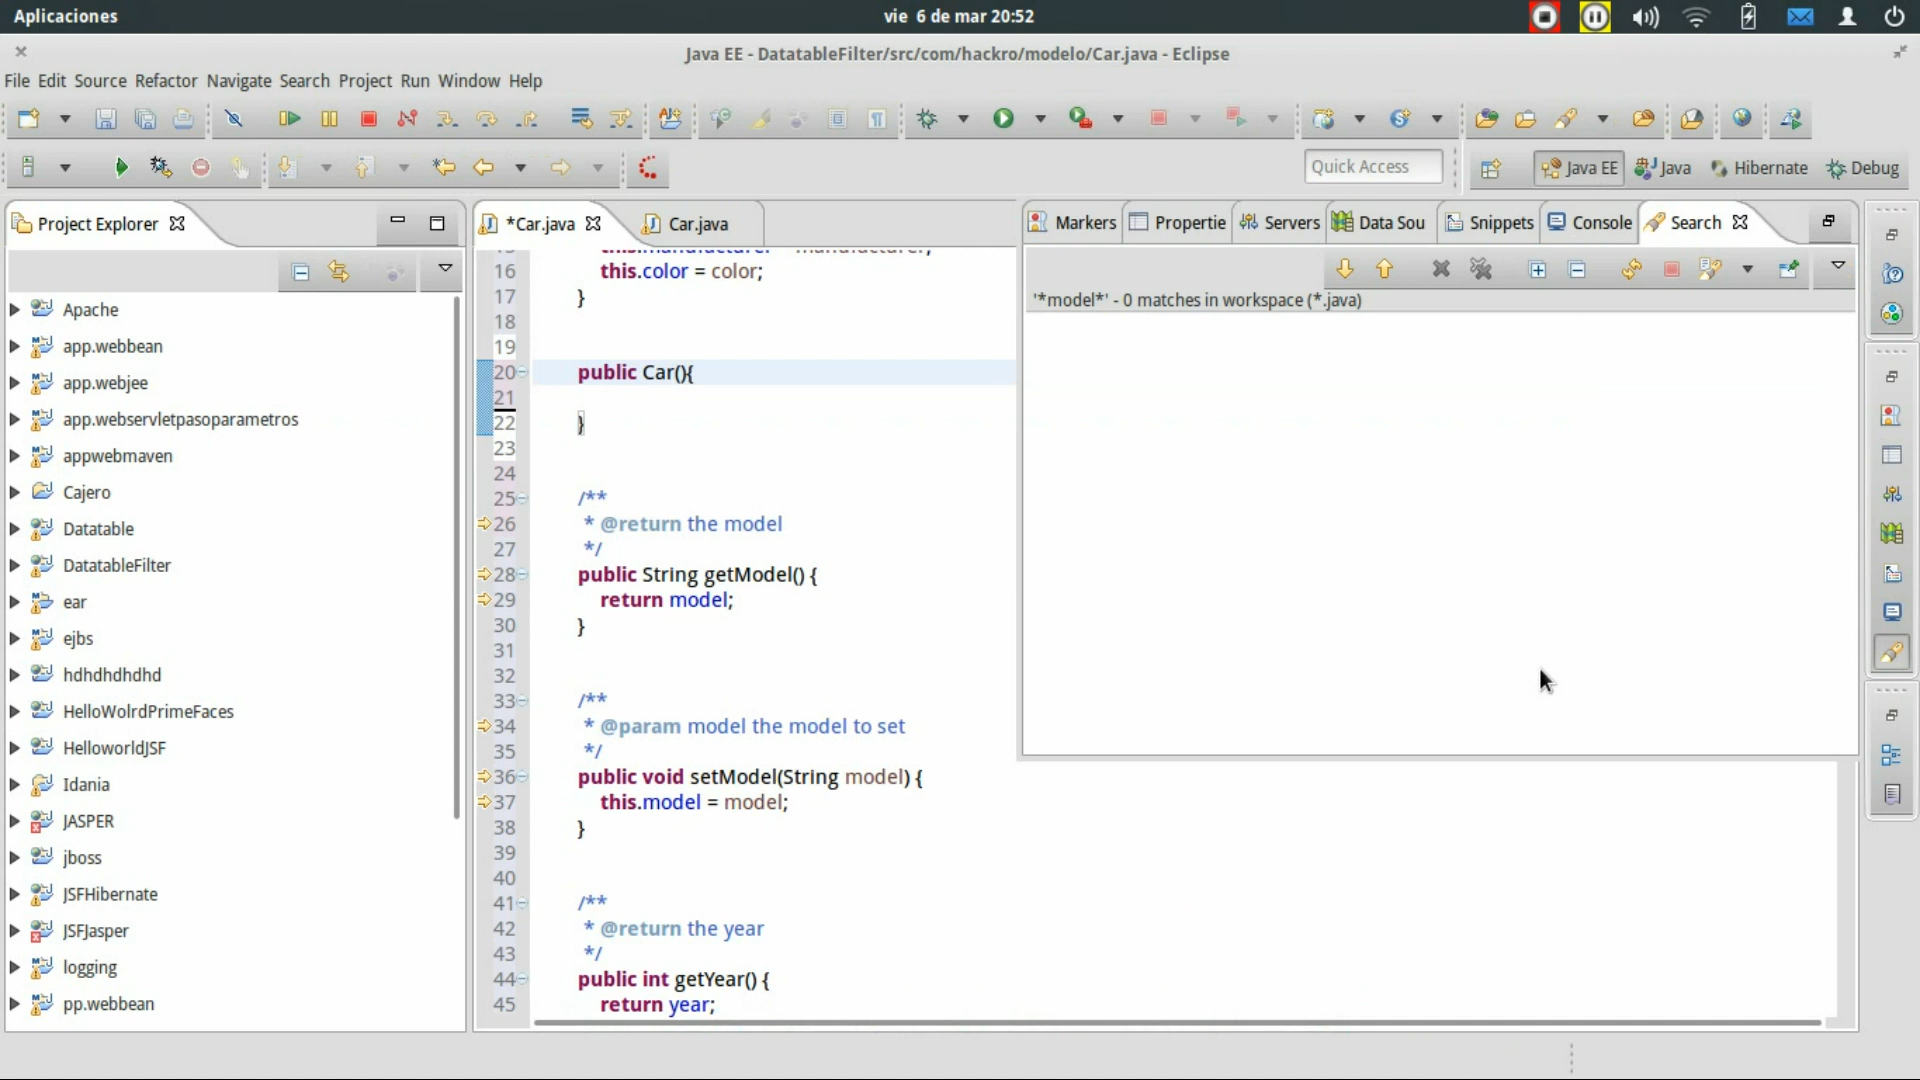 Aplicaciones
vie 6 de mar 20:52
Java EE - DatatableFilter/src/com/hackro/modelo/Car.java - Eclipse
File Edit Source Refactor Navigate Search Project Run Window Help
Quick Access
Java EE
Java
Hibernate
Debug
Project Explorer
Apache
app.webbean
app.webjee
app.webservletpasoparametros
appwebmaven
Cajero
Datatable
DatatableFilter
ear
ejbs
hdhdhdhdhd
HelloWolrdPrimeFaces
HelloworldJSF
Idania
JASPER
jboss
JSFHibernate
JSFJasper
logging
pp.webbean
*Car.java
Car.java
this.manufacturer = manufacturer;
16 this.color = color;
17 }
18
19
20 public Car(){
21
22 }
23
24
25 /**
26 * @return the model
27 */
28 public String getModel() {
29 return model;
30 }
31
32
33 /**
34 * @param model the model to set
35 */
36 public void setModel(String model) {
37 this.model = model;
38 }
39
40
41 /**
42 * @return the year
43 */
44 public int getYear() {
45 return year;
Markers
Propertie
Servers
Data Sou
Snippets
Console
Search
'*model*' - 0 matches in workspace (*.java)